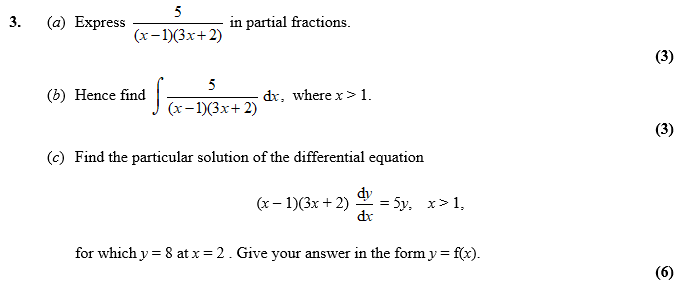 3. (a) Express 5/((x – 1)(3x + 2)) in partial fractions.
(3)
(b) Hence find ∫ 5/((x – 1)(3x + 2)) dx, where x > 1.
(3)
(c) Find the particular solution of the differential equation
(x – 1)(3x + 2) dy/dx = 5y, x > 1,
for which y = 8 at x = 2 . Give your answer in the form y = f(x).
(6)